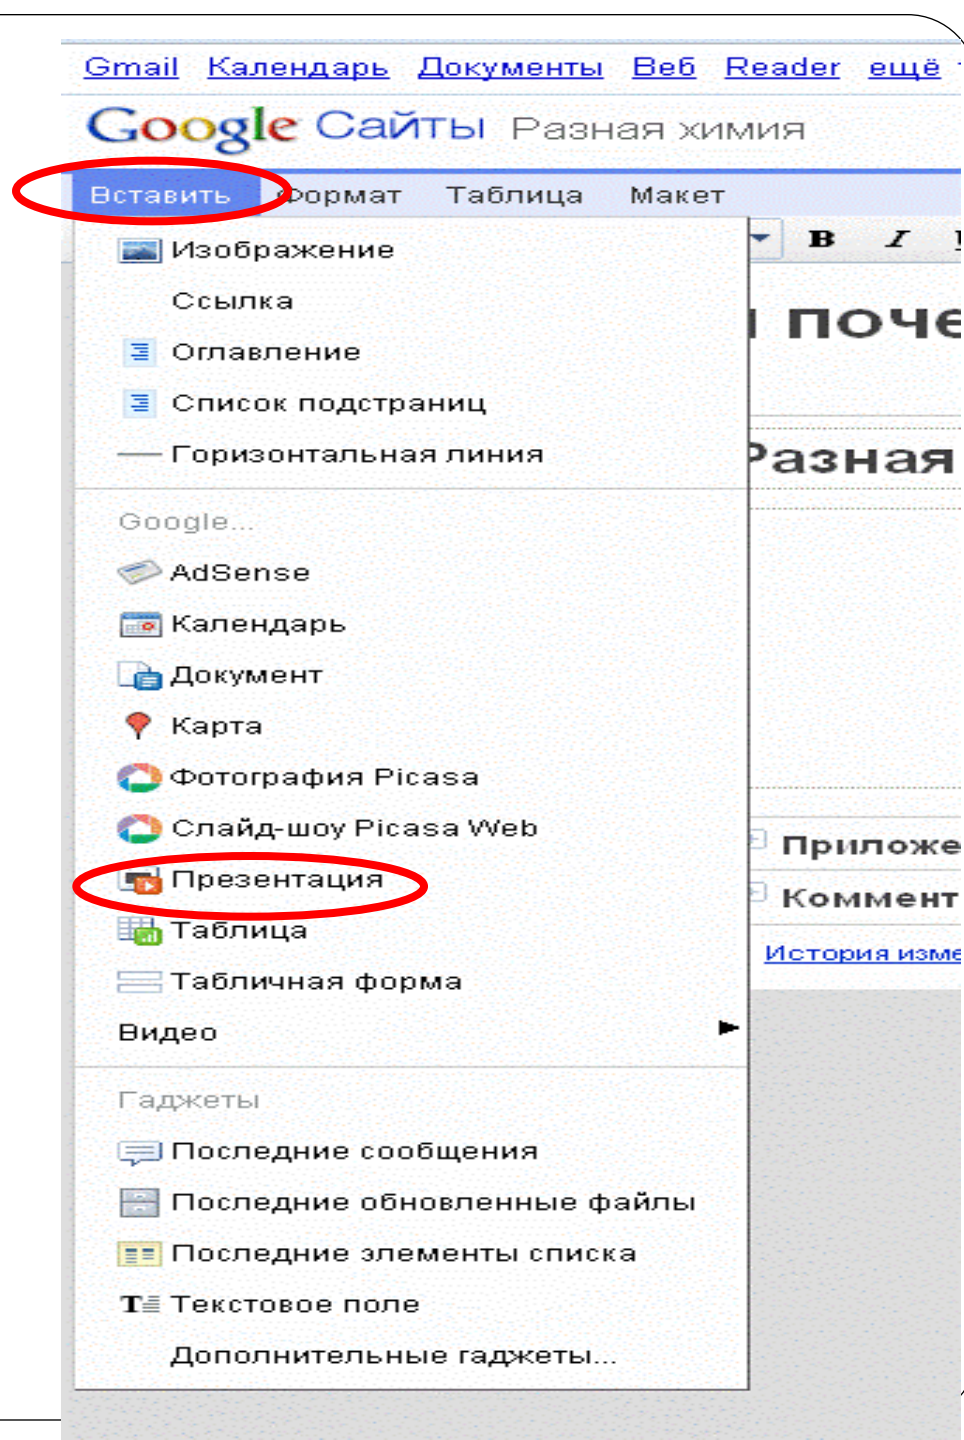 Gmail Календарь Документы Веб Reader ещё
Google Сайты Разная химия
Вставить Формат Таблица Макет
B I U
Изображение
Ссылка
Оглавление
Список подстраниц
Горизонтальная линия
Google...
AdSense
Календарь
Документ
Карта
Фотография Picasa
Слайд-шоу Picasa Web
Презентация
Таблица
Табличная форма
Видео
Гаджеты
Последние сообщения
Последние обновленные файлы
Последние элементы списка
Текстовое поле
Дополнительные гаджеты...
поче
Разная
Приложе
Коммент
История изме